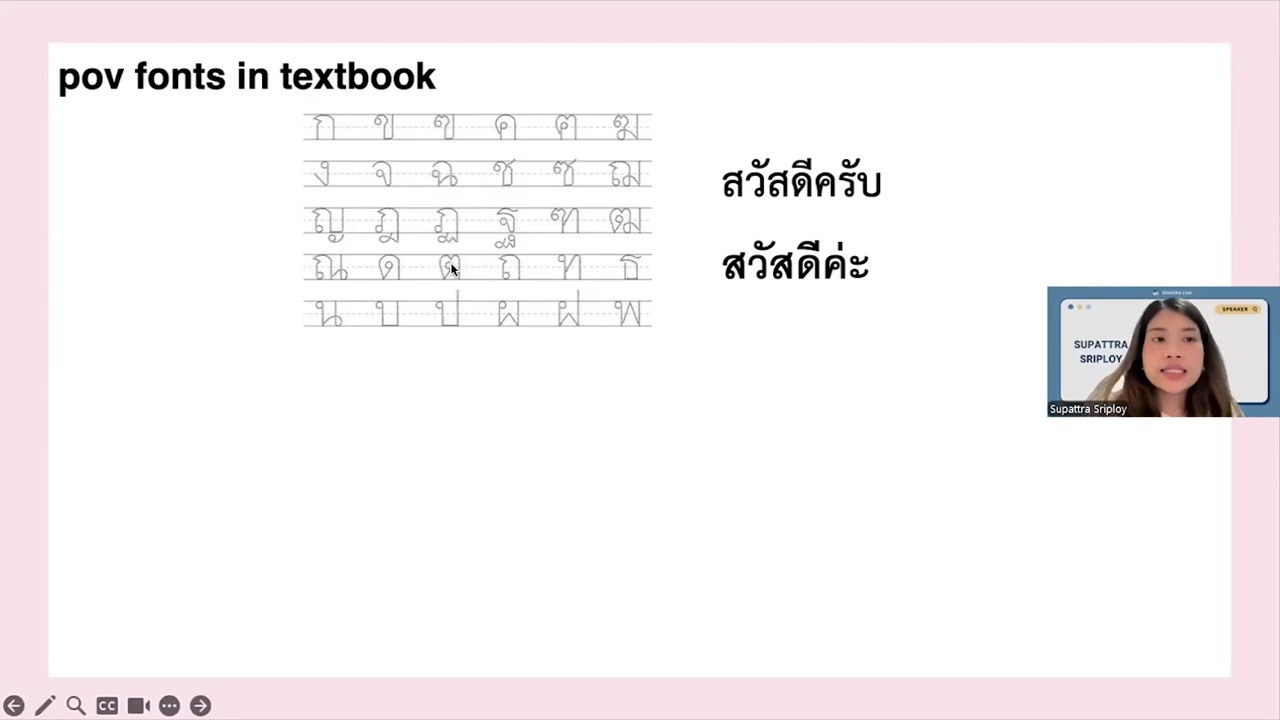 pov fonts in textbook
ก ข ฃ ค ฅ ฆ
ง จ ฉ ช ซ ฌ
ญ ฎ ฏ ฐ ฑ ฒ
ณ ด ต ถ ท ธ
น บ ป ผ ฝ พ
สวัสดีครับ
สวัสดีค่ะ
SPEAKER
SUPATTRA
SRIPLOY
Supattra Sriploy
CC